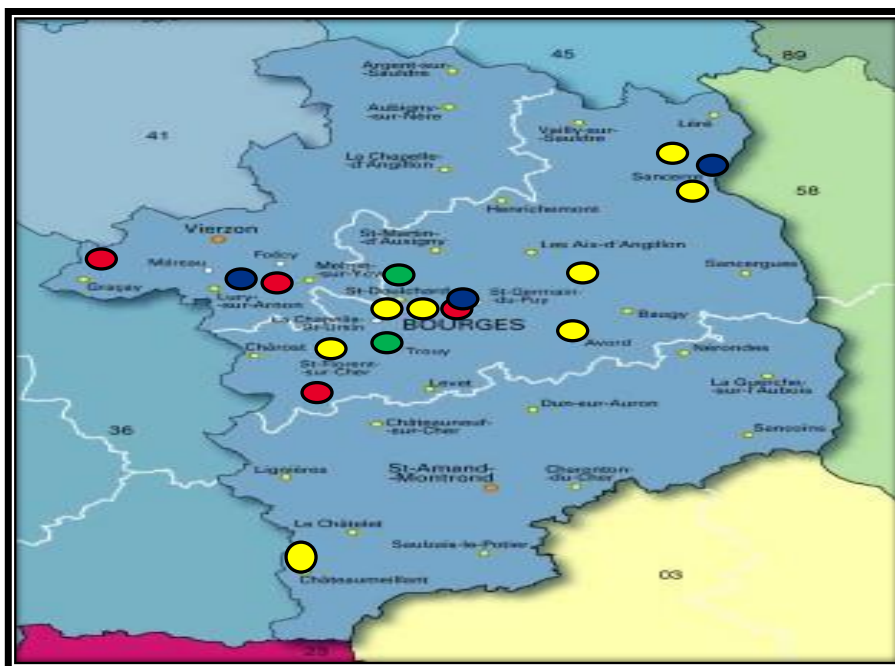 45
89
Argent-sur-
-Sauldre
Aubigny-
-sur-Nère
Vailly-sur-
-Sauldre
Léré
41
La Chapelle-
-d'Angillon
Sancerre
58
Henrichemont
Vierzon
St-Martin-
-d'Auxigny
Les Aix-d'Angillon
Foëcy
Méreau
Mehun-
-sur-Yèvre
Sancergues
Graçay
Lury-
-sur-Arnon
St-Doulchard
St-Germain-
-du-Puy
La Chapelle-
-St-Ursin
BOURGES
Baugy
Chârost
Trouy
Avord
Nérondes
St-Florent-
-sur-Cher
Levet
La Guerche-
-sur-l'Aubois
Dun-sur-Auron
Châteauneuf-
-sur-Cher
36
Sancoins
Lignières
St-Amand-
-Montrond
Charenton-
-du-Cher
Le Châtelet
Saulzais-le-Potier
Châteaumeillant
03
23